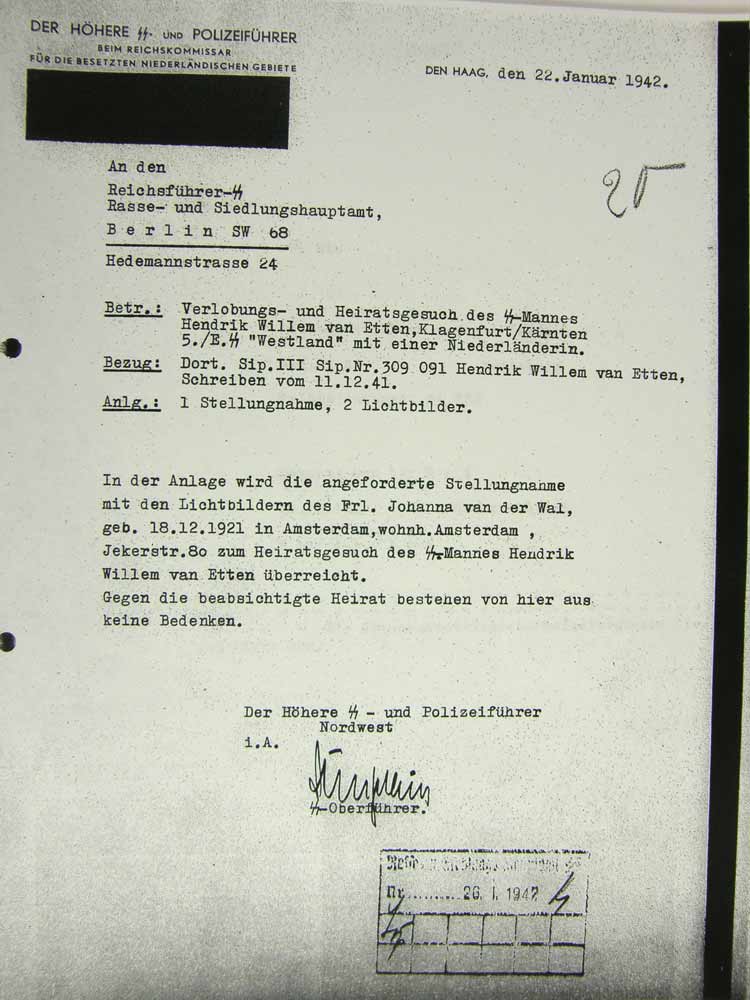 DER HÖHERE ᛋᛋ- UND POLIZEIFÜHRER
BEIM REICHSKOMMISSAR
FÜR DIE BESETZTEN NIEDERLÄNDISCHEN GEBIETE
DEN HAAG, den 22.Januar 1942.
25
An den
Reichsführer-ᛋᛋ
Rasse- und Siedlungshauptamt,
B e r l i n SW 68
Hedemannstrasse 24
Betr.: Verlobungs- und Heiratsgesuch des ᛋᛋ-Mannes
Hendrik Willem van Etten,Klagenfurt/Kärnten
5./E.ᛋᛋ "Westland" mit einer Niederländerin.
Bezug: Dort. Sip.III Sip.Nr.309 091 Hendrik Willem van Etten,
Schreiben vom 11.12.41.
Anlg.: 1 Stellungnahme, 2 Lichtbilder.
In der Anlage wird die angeforderte Stellungnahme
mit den Lichtbildern des Frl. Johanna van der Wal,
geb. 18.12.1921 in Amsterdam,wohnh.Amsterdam ,
Jekerstr.80 zum Heiratsgesuch des ᛋᛋ-Mannes Hendrik
Willem van Etten überreicht.
Gegen die beabsichtigte Heirat bestehen von hier aus
keine Bedenken.
Der Höhere ᛋᛋ - und Polizeiführer
Nordwest
i.A.
ᛋᛋ-Oberführer.
Nr.......... 26. I. 1942